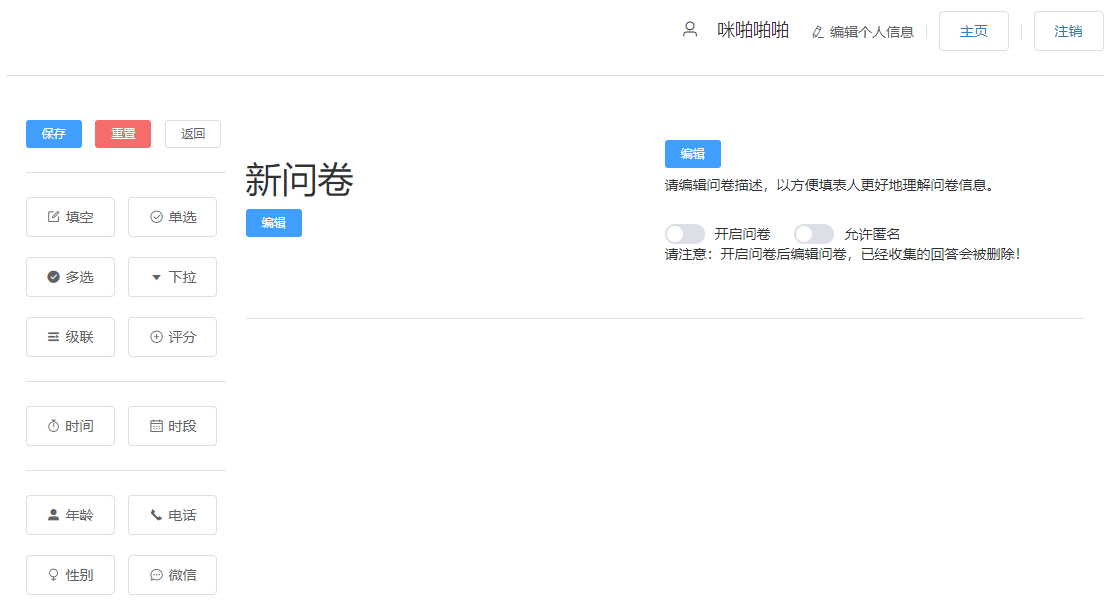 咪啪啪啪 编辑个人信息 主页 注销
保存 重置 返回
填空 单选
多选 下拉
级联 评分
时间 时段
年龄 电话
性别 微信
新问卷
编辑
编辑
请编辑问卷描述，以方便填表人更好地理解问卷信息。
开启问卷 允许匿名
请注意：开启问卷后编辑问卷，已经收集的回答会被删除！